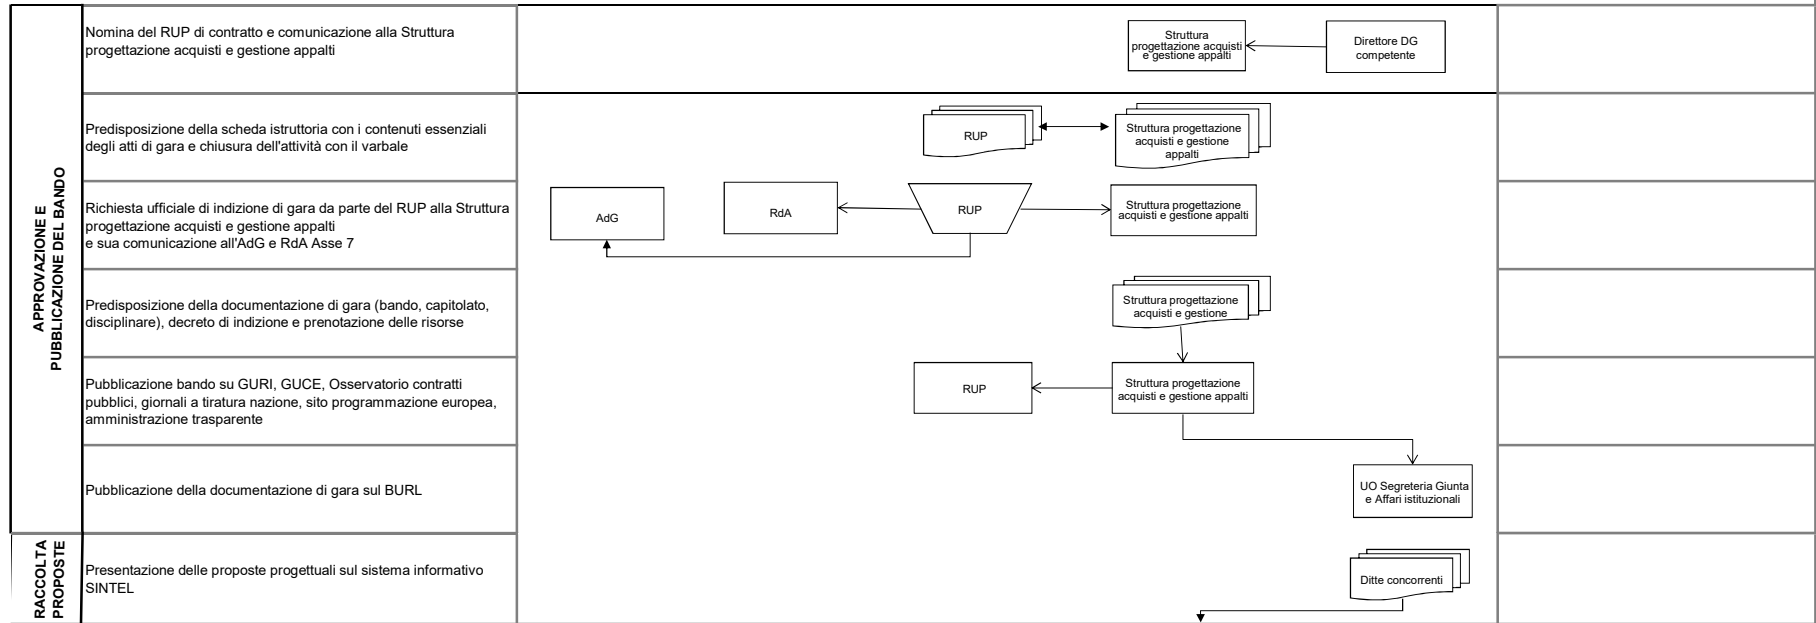 APPROVAZIONE E
PUBBLICAZIONE DEL BANDO
Nomina del RUP di contratto e comunicazione alla Struttura
progettazione acquisti e gestione appalti
Struttura
progettazione acquisti
e gestione appalti
Direttore DG
competente
Predisposizione della scheda istruttoria con i contenuti essenziali
degli atti di gara e chiusura dell'attività con il varbale
RUP
Struttura progettazione
acquisti e gestione
appalti
Richiesta ufficiale di indizione di gara da parte del RUP alla Struttura
progettazione acquisti e gestione appalti
e sua comunicazione all'AdG e RdA Asse 7
AdG
RdA
RUP
Struttura progettazione
acquisti e gestione appalti
Predisposizione della documentazione di gara (bando, capitolato,
disciplinare), decreto di indizione e prenotazione delle risorse
Struttura progettazione
acquisti e gestione
Pubblicazione bando su GURI, GUCE, Osservatorio contratti
pubblici, giornali a tiratura nazione, sito programmazione europea,
amministrazione trasparente
RUP
Struttura progettazione
acquisti e gestione appalti
Pubblicazione della documentazione di gara sul BURL
UO Segreteria Giunta
e Affari istituzionali
RACCOLTA
PROPOSTE
Presentazione delle proposte progettuali sul sistema informativo
SINTEL
Ditte concorrenti